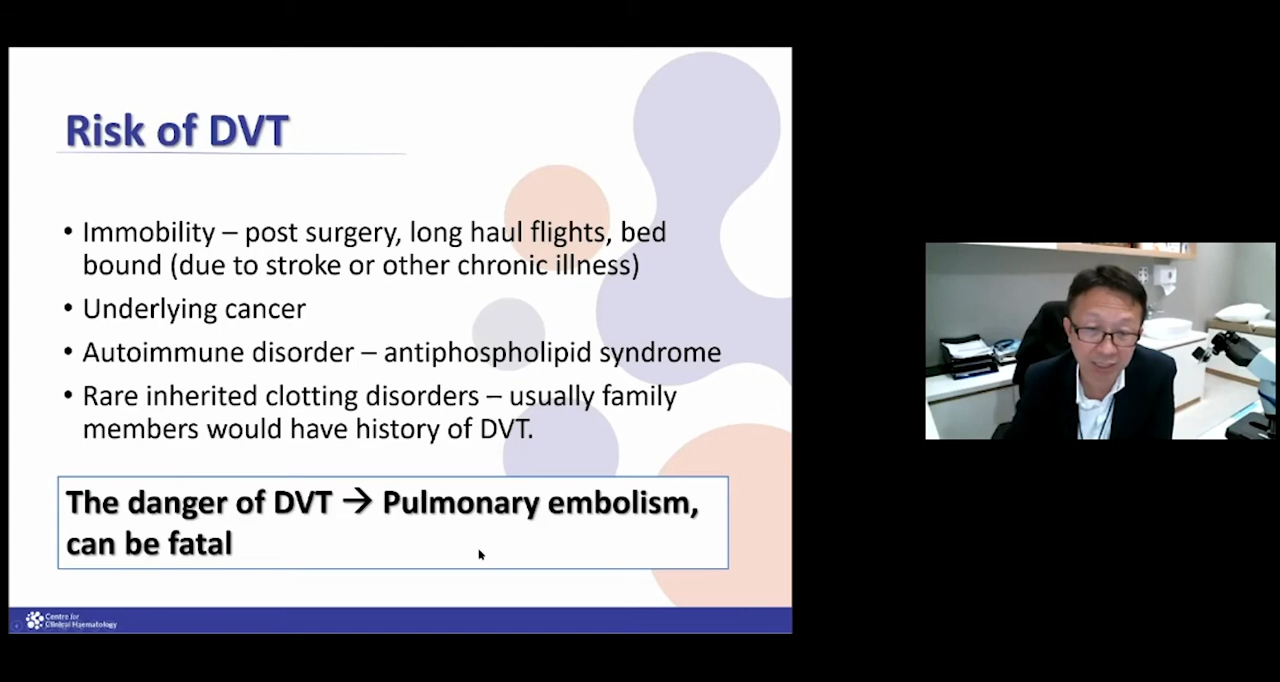 Risk of DVT
• Immobility – post surgery, long haul flights, bed
bound (due to stroke or other chronic illness)
• Underlying cancer
• Autoimmune disorder – antiphospholipid syndrome
• Rare inherited clotting disorders – usually family
members would have history of DVT.
The danger of DVT → Pulmonary embolism,
can be fatal
Centre for
Clinical Haematology